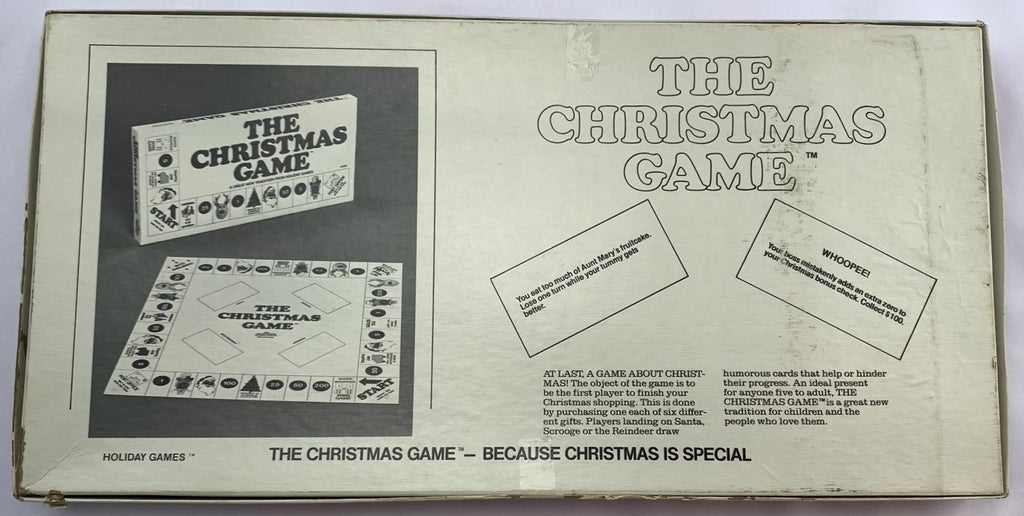 THE
CHRISTMAS
GAME
START
THE
CHRISTMAS
GAME™
100
25
50
200
START
HOLIDAY GAMES™
THE
CHRISTMAS
GAME™
You eat too much of Aunt Mary's fruitcake.
Lose one turn while your tummy gets
better.
WHOOPEE!
Your boss mistakenly adds an extra zero to
your Christmas bonus check. Collect $100.
AT LAST, A GAME ABOUT CHRIST-
MAS! The object of the game is to
be the first player to finish your
Christmas shopping. This is done
by purchasing one each of six differ-
ent gifts. Players landing on Santa,
Scrooge or the Reindeer draw
humorous cards that help or hinder
their progress. An ideal present
for anyone five to adult, THE
CHRISTMAS GAME™ is a great new
tradition for children and the
people who love them.
THE CHRISTMAS GAME™— BECAUSE CHRISTMAS IS SPECIAL